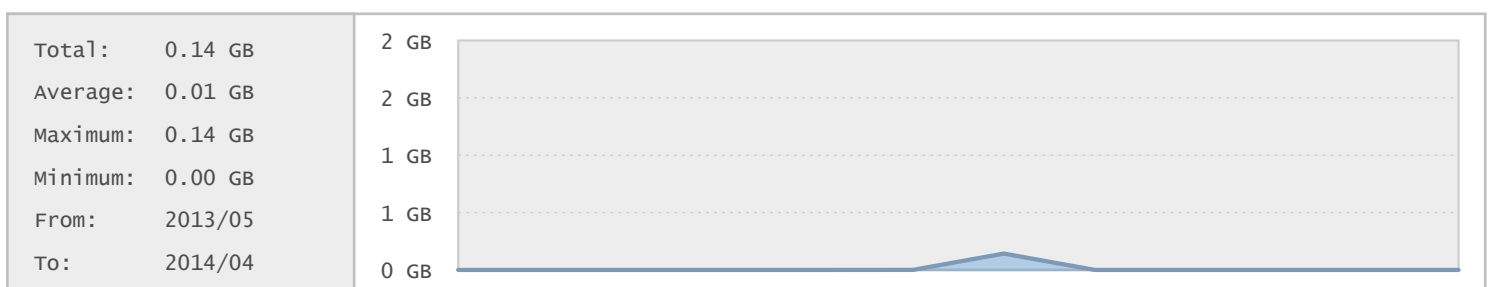 Total: 0.14 GB
Average: 0.01 GB
Maximum: 0.14 GB
Minimum: 0.00 GB
From: 2013/05
To: 2014/04
2 GB
2 GB
1 GB
1 GB
0 GB